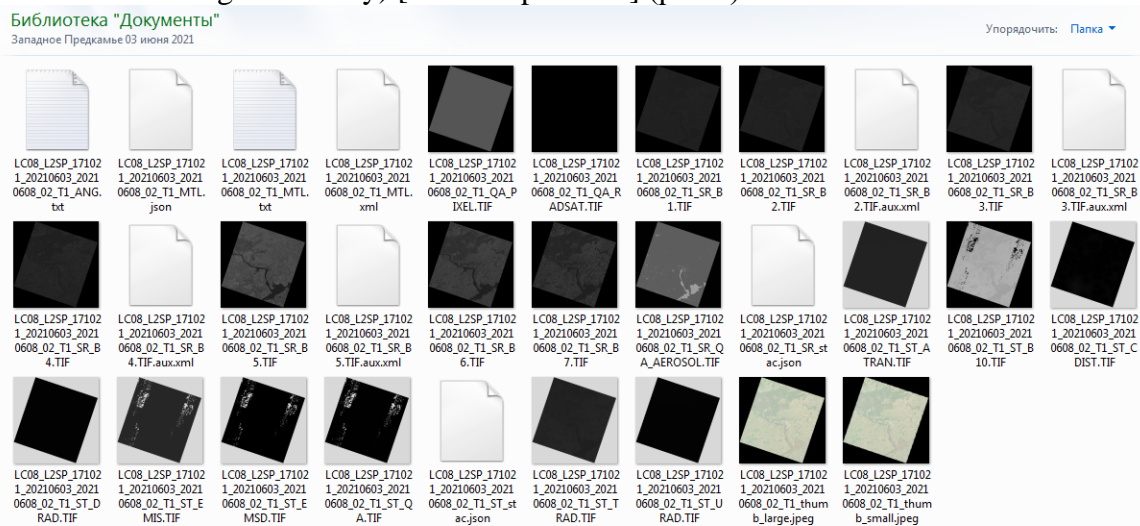 Библиотека "Документы"
Западное Предкамье 03 июня 2021
Упорядочить: Папка
LC08_L2SP_17102
1_20210603_2021
0608_02_T1_ANG.
txt
LC08_L2SP_17102
1_20210603_2021
0608_02_T1_MTL.
json
LC08_L2SP_17102
1_20210603_2021
0608_02_T1_MTL.
txt
LC08_L2SP_17102
1_20210603_2021
0608_02_T1_MTL.
xml
LC08_L2SP_17102
1_20210603_2021
0608_02_T1_QA_P
IXEL.TIF
LC08_L2SP_17102
1_20210603_2021
0608_02_T1_QA_R
ADSAT.TIF
LC08_L2SP_17102
1_20210603_2021
0608_02_T1_SR_B
1.TIF
LC08_L2SP_17102
1_20210603_2021
0608_02_T1_SR_B
2.TIF
LC08_L2SP_17102
1_20210603_2021
0608_02_T1_SR_B
2.TIF.aux.xml
LC08_L2SP_17102
1_20210603_2021
0608_02_T1_SR_B
3.TIF
LC08_L2SP_17102
1_20210603_2021
0608_02_T1_SR_B
3.TIF.aux.xml
LC08_L2SP_17102
1_20210603_2021
0608_02_T1_SR_B
4.TIF
LC08_L2SP_17102
1_20210603_2021
0608_02_T1_SR_B
4.TIF.aux.xml
LC08_L2SP_17102
1_20210603_2021
0608_02_T1_SR_B
5.TIF
LC08_L2SP_17102
1_20210603_2021
0608_02_T1_SR_B
5.TIF.aux.xml
LC08_L2SP_17102
1_20210603_2021
0608_02_T1_SR_B
6.TIF
LC08_L2SP_17102
1_20210603_2021
0608_02_T1_SR_B
7.TIF
LC08_L2SP_17102
1_20210603_2021
0608_02_T1_SR_Q
A_AEROSOL.TIF
LC08_L2SP_17102
1_20210603_2021
0608_02_T1_SR_st
ac.json
LC08_L2SP_17102
1_20210603_2021
0608_02_T1_ST_A
TRAN.TIF
LC08_L2SP_17102
1_20210603_2021
0608_02_T1_ST_B
10.TIF
LC08_L2SP_17102
1_20210603_2021
0608_02_T1_ST_C
DIST.TIF
LC08_L2SP_17102
1_20210603_2021
0608_02_T1_ST_D
RAD.TIF
LC08_L2SP_17102
1_20210603_2021
0608_02_T1_ST_E
MIS.TIF
LC08_L2SP_17102
1_20210603_2021
0608_02_T1_ST_E
MSD.TIF
LC08_L2SP_17102
1_20210603_2021
0608_02_T1_ST_Q
A.TIF
LC08_L2SP_17102
1_20210603_2021
0608_02_T1_ST_st
ac.json
LC08_L2SP_17102
1_20210603_2021
0608_02_T1_ST_T
RAD.TIF
LC08_L2SP_17102
1_20210603_2021
0608_02_T1_ST_U
RAD.TIF
LC08_L2SP_17102
1_20210603_2021
0608_02_T1_thum
b_large.jpeg
LC08_L2SP_17102
1_20210603_2021
0608_02_T1_thum
b_small.jpeg